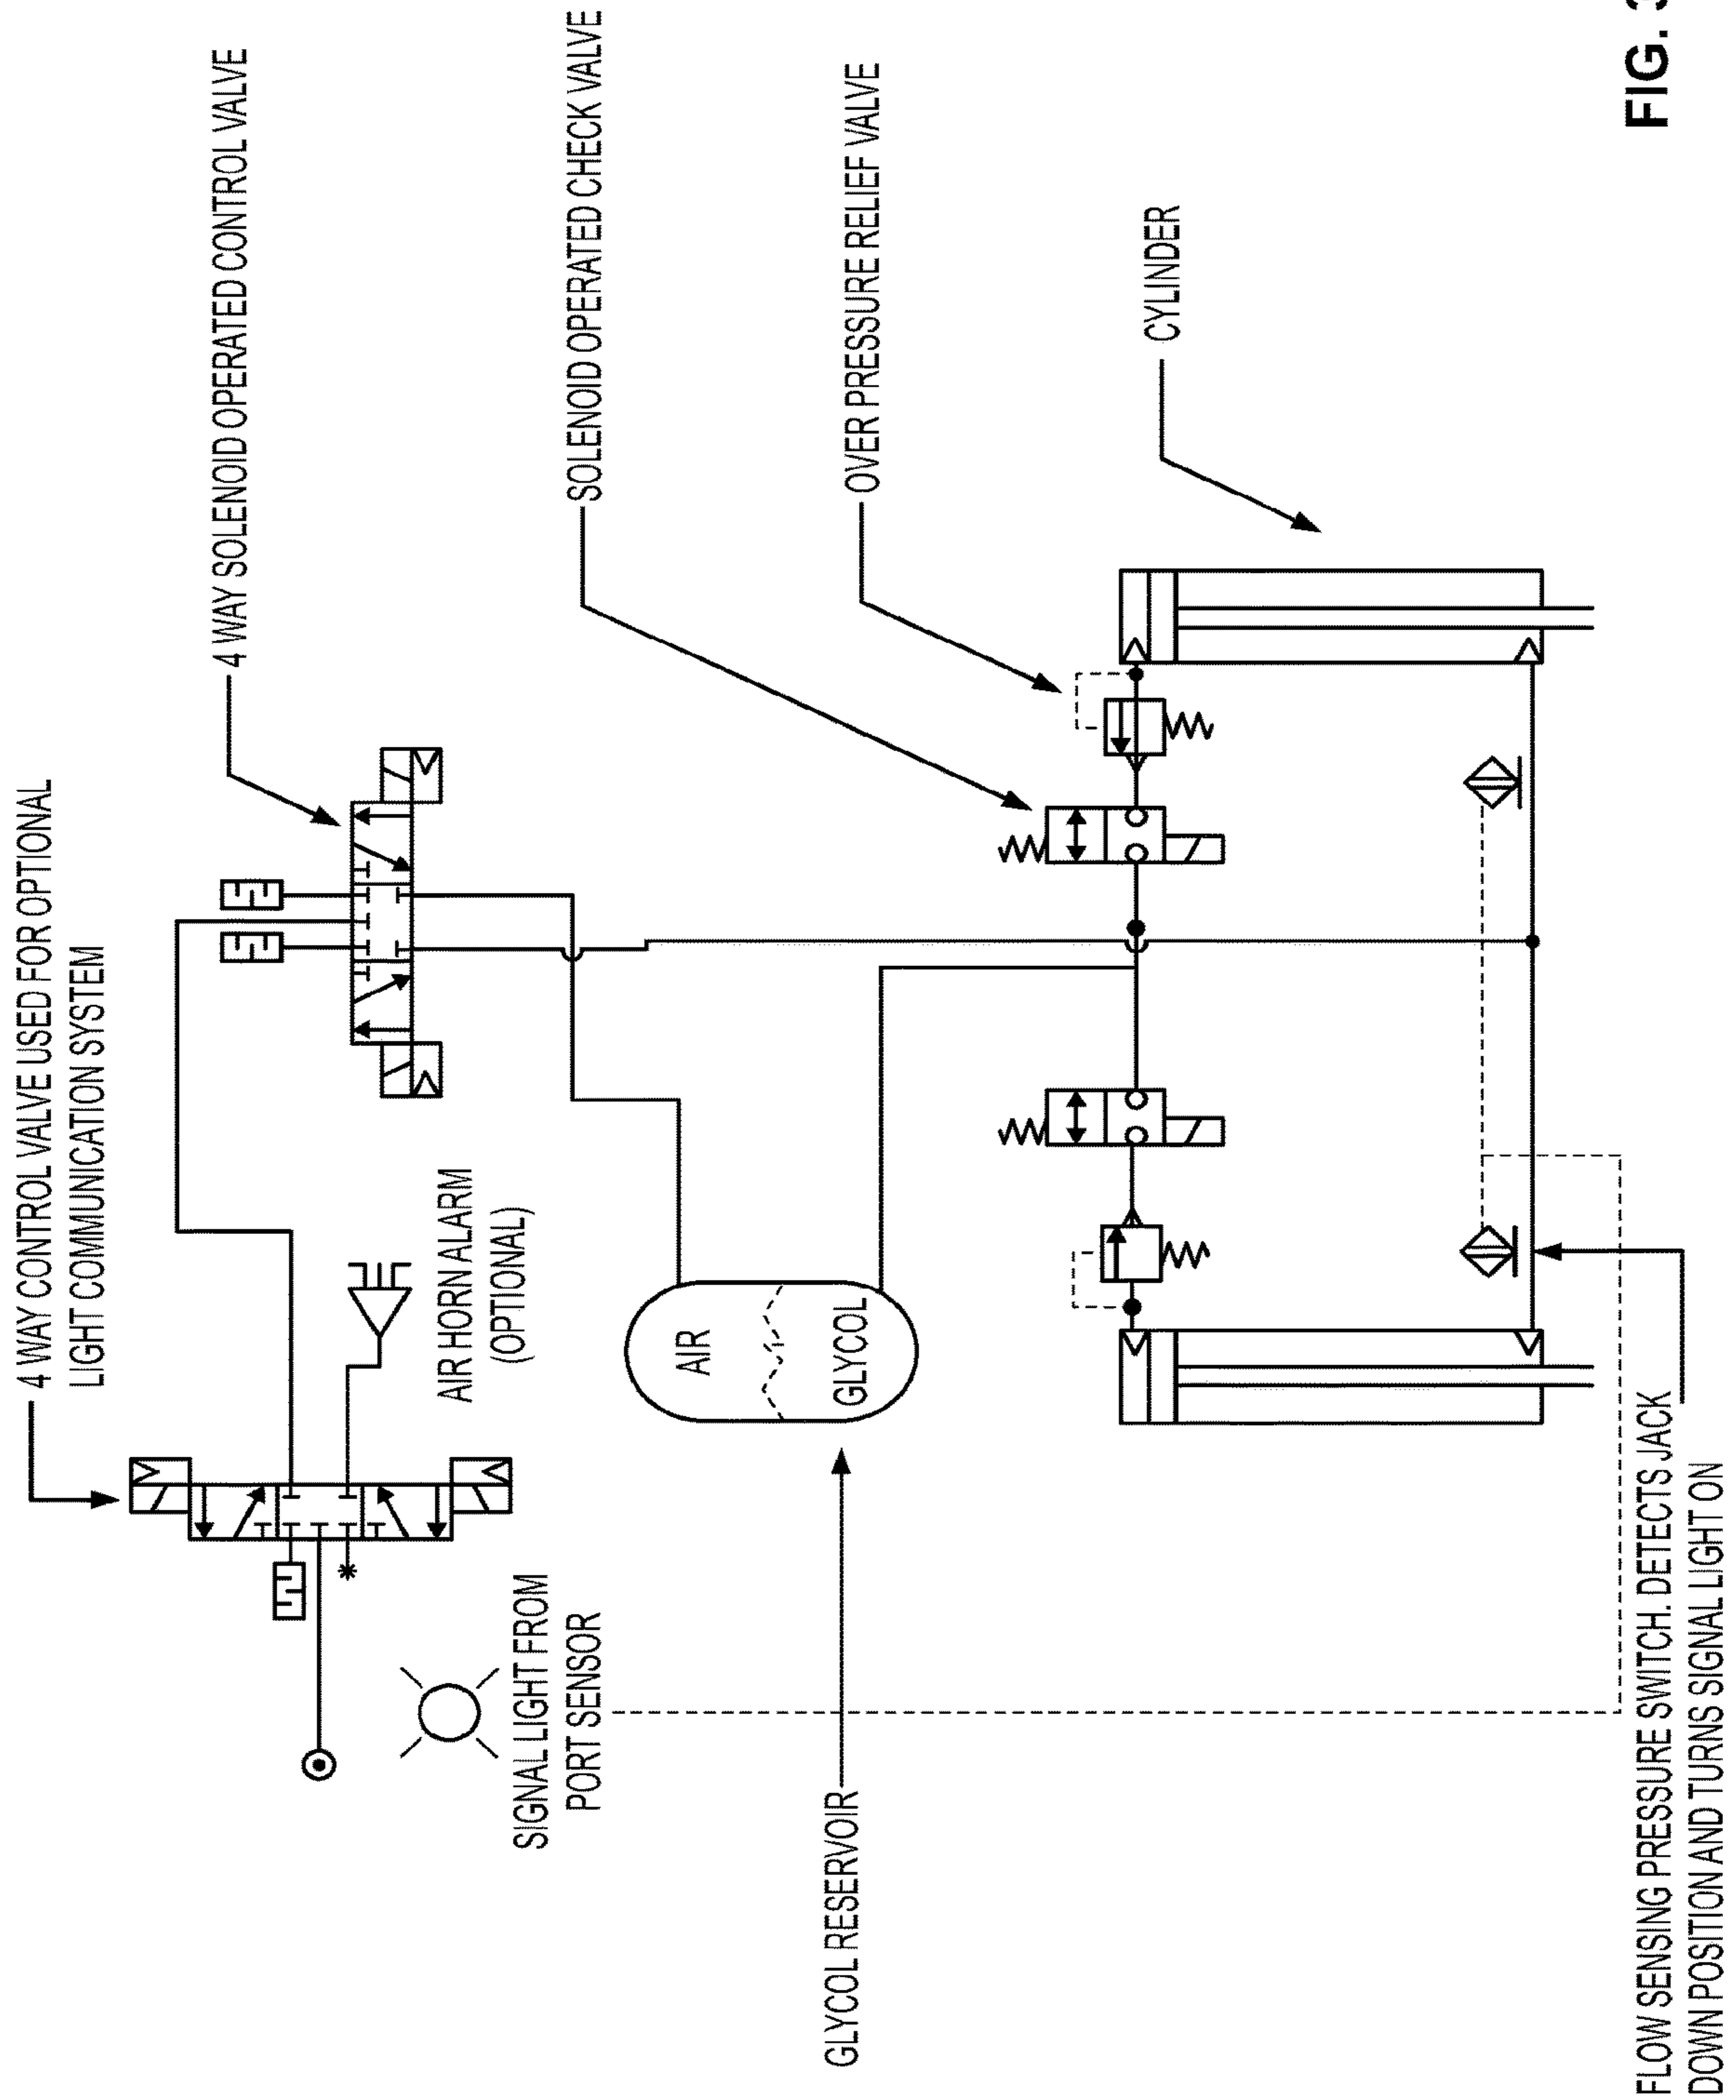 4 WAY CONTROL VALVE USED FOR OPTIONAL
LIGHT COMMUNICATION SYSTEM
4 WAY SOLENOID OPERATED CONTROL VALVE
AIR HORN ALARM
(OPTIONAL)
SIGNAL LIGHT FROM
PORT SENSOR
SOLENOID OPERATED CHECK VALVE
AIR
GLYCOL
GLYCOL RESERVOIR
OVER PRESSURE RELIEF VALVE
CYLINDER
FLOW SENSING PRESSURE SWITCH. DETECTS JACK
DOWN POSITION AND TURNS SIGNAL LIGHT ON
FIG.